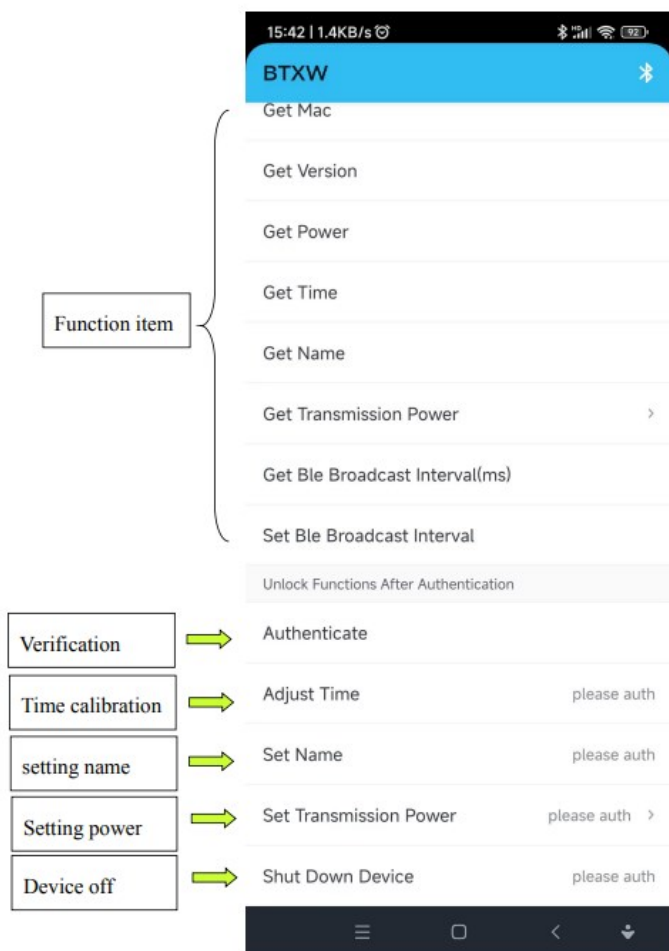 15:42 | 1.4KB/s
92
BTXW
Get Mac
Get Version
Get Power
Get Time
Function item
Get Name
Get Transmission Power
Get Ble Broadcast Interval(ms)
Set Ble Broadcast Interval
Unlock Functions After Authentication
Verification
Authenticate
Time calibration
Adjust Time please auth
setting name
Set Name please auth
Setting power
Set Transmission Power please auth >
Device off
Shut Down Device please auth